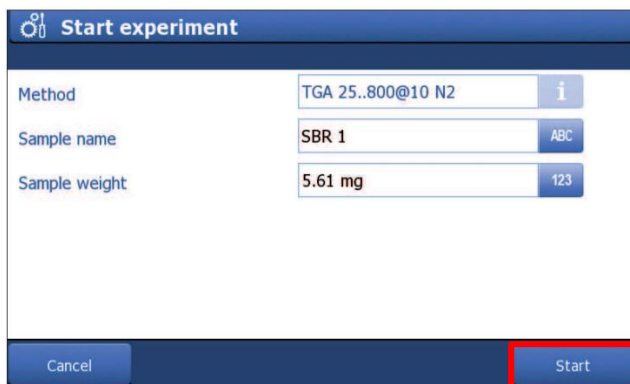 Start experiment
Method
TGA 25..800@10 N2
i
Sample name
SBR 1
ABC
Sample weight
5.61 mg
123
Cancel
Start